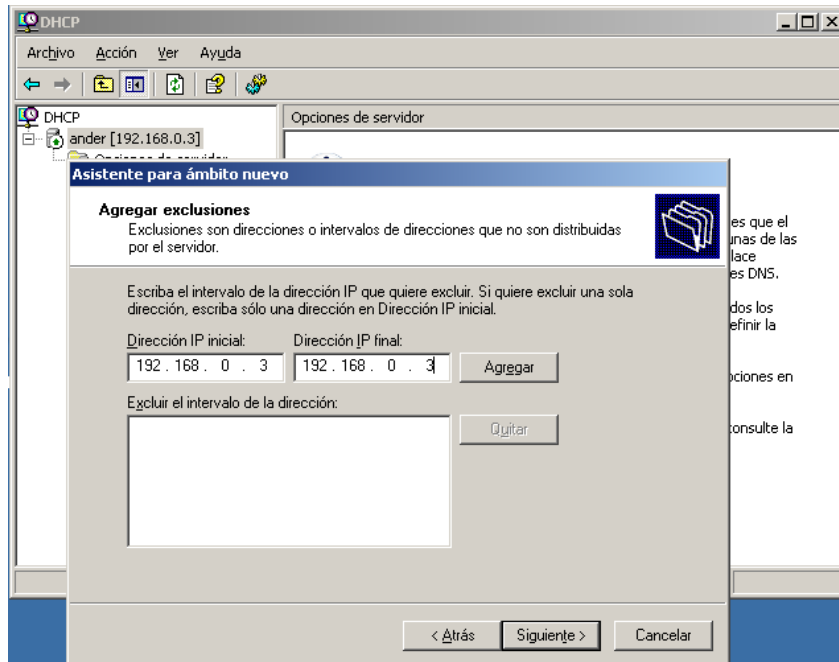 DHCP
Archivo Acción Ver Ayuda
DHCP
ander [192.168.0.3]
Opciones de servidor
Opciones de servidor
Asistente para ámbito nuevo
Agregar exclusiones
Exclusiones son direcciones o intervalos de direcciones que no son distribuidas
por el servidor.
es que el
unas de las
lace
es DNS.
dos los
efinir la
ociones en
consulte la
Escriba el intervalo de la dirección IP que quiere excluir. Si quiere excluir una sola
dirección, escriba sólo una dirección en Dirección IP inicial.
Dirección IP inicial: Dirección IP final:
192 . 168 . 0 . 3 192 . 168 . 0 . 3 Agregar
Excluir el intervalo de la dirección:
Quitar
< Atrás Siguiente > Cancelar